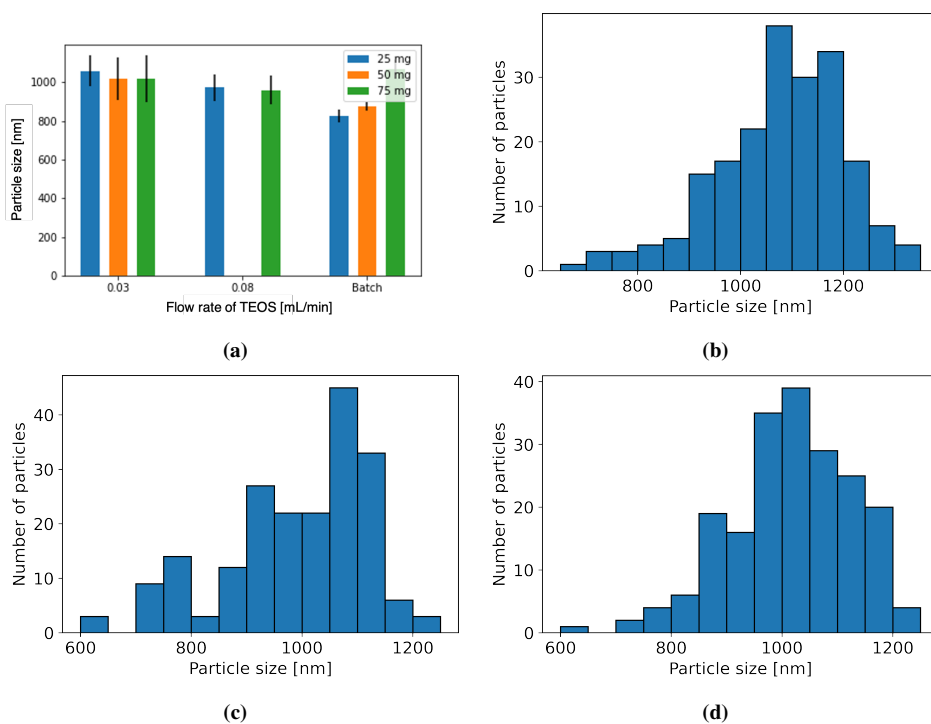 1000
800
600
400
200
0
Particle size [nm]
25 mg
50 mg
75 mg
0.03
0.08
Batch
Flow rate of TEOS [mL/min]
(a)
30
20
10
0
Number of particles
800
1000
1200
Particle size [nm]
(b)
40
30
20
10
0
Number of particles
600
800
1000
1200
Particle size [nm]
(c)
40
30
20
10
0
Number of particles
600
800
1000
1200
Particle size [nm]
(d)